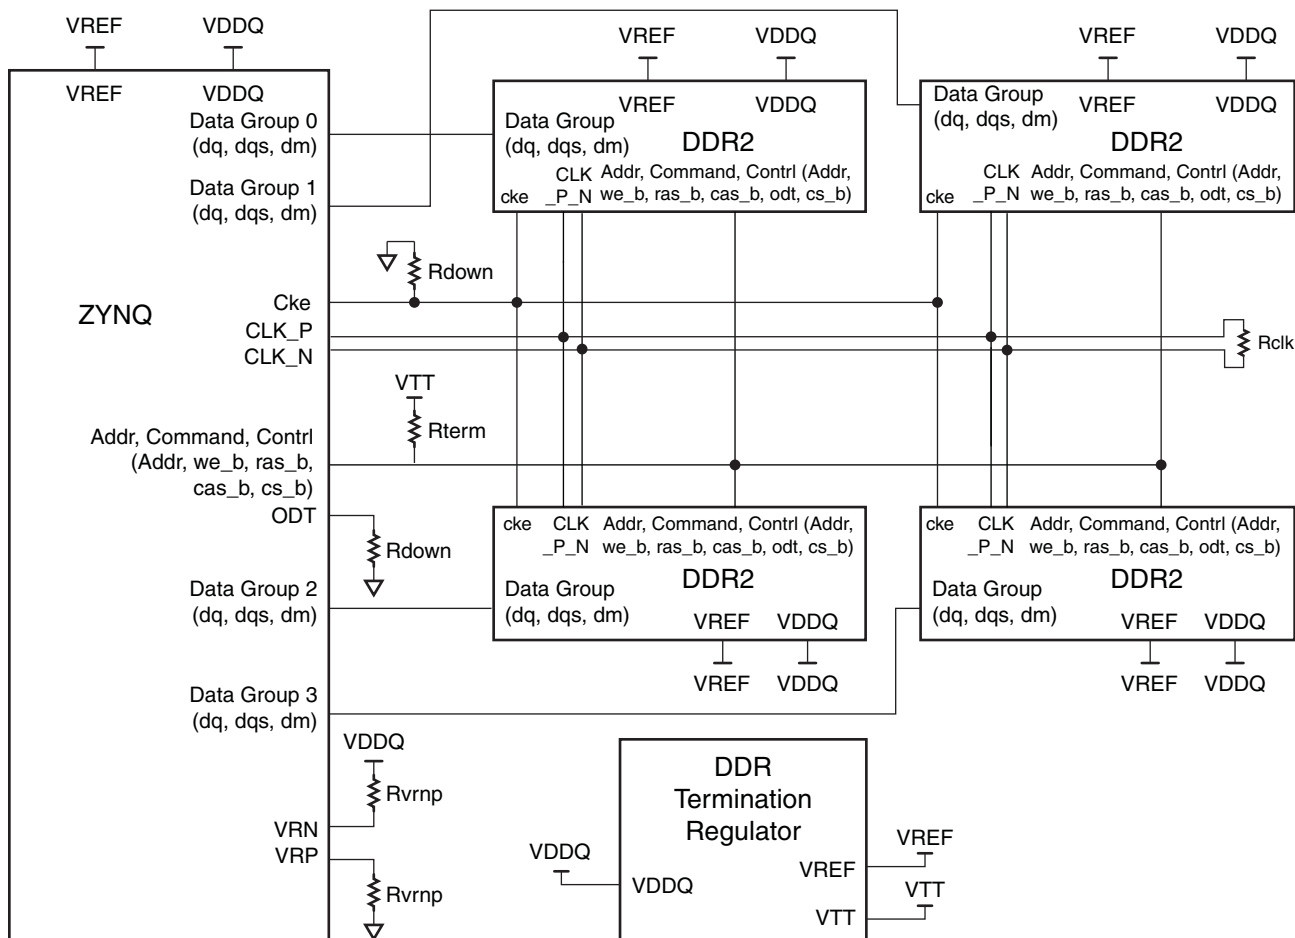 VREF
VDDQ
VREF
VDDQ
ZYNQ
Data Group 0
(dq, dqs, dm)
Data Group 1
(dq, dqs, dm)
Cke
CLK_P
CLK_N
Addr, Command, Contrl
(Addr, we_b, ras_b,
cas_b, cs_b)
ODT
Data Group 2
(dq, dqs, dm)
Data Group 3
(dq, dqs, dm)
VRN
VRP
Rdown
VTT
Rterm
Rdown
VDDQ
Rvrnp
Rvrnp
VREF
VDDQ
VREF
VDDQ
Data Group
(dq, dqs, dm)
DDR2
cke
CLK
_P_N
Addr, Command, Contrl (Addr,
we_b, ras_b, cas_b, odt, cs_b)
VREF
VDDQ
VREF
VDDQ
Data Group
(dq, dqs, dm)
DDR2
cke
CLK
_P_N
Addr, Command, Contrl (Addr,
we_b, ras_b, cas_b, odt, cs_b)
Rclk
cke
CLK
_P_N
Addr, Command, Contrl (Addr,
we_b, ras_b, cas_b, odt, cs_b)
DDR2
Data Group
(dq, dqs, dm)
VREF
VDDQ
VREF
VDDQ
cke
CLK
_P_N
Addr, Command, Contrl (Addr,
we_b, ras_b, cas_b, odt, cs_b)
DDR2
Data Group
(dq, dqs, dm)
VREF
VDDQ
VREF
VDDQ
DDR
Termination
Regulator
VDDQ
VDDQ
VREF
VREF
VTT
VTT